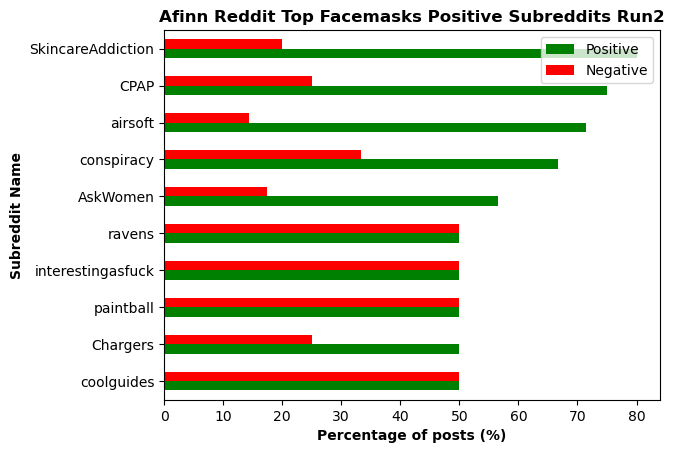 Afinn Reddit Top Facemasks Positive Subreddits Run2
Positive
Negative
SkincareAddiction
CPAP
airsoft
conspiracy
AskWomen
ravens
interestingasfuck
paintball
Chargers
coolguides
Subreddit Name
0 10 20 30 40 50 60 70 80
Percentage of posts (%)